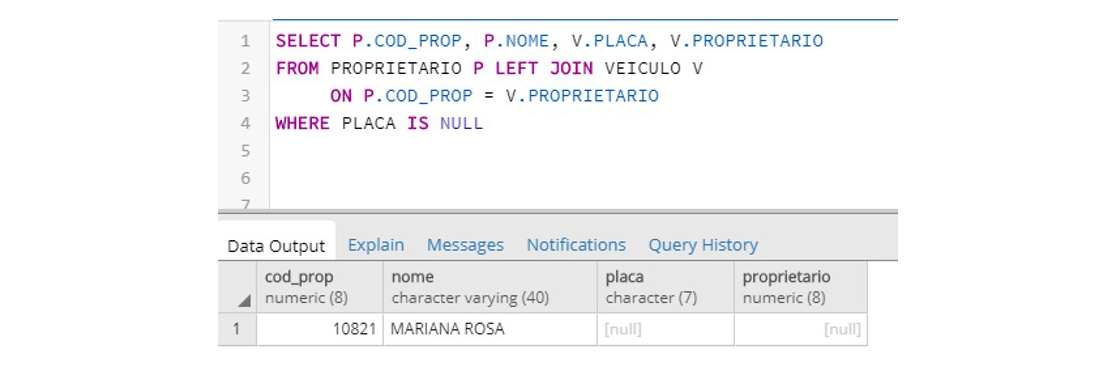 1 SELECT P.COD_PROP, P.NOME, V.PLACA, V.PROPRIETARIO
2 FROM PROPRIETARIO P LEFT JOIN VEICULO V
3 ON P.COD_PROP = V.PROPRIETARIO
4 WHERE PLACA IS NULL
5
6
7
Data Output Explain Messages Notifications Query History
cod_prop nome placa proprietario
numeric (8) character varying (40) character (7) numeric (8)
1 10821 MARIANA ROSA [null] [null]